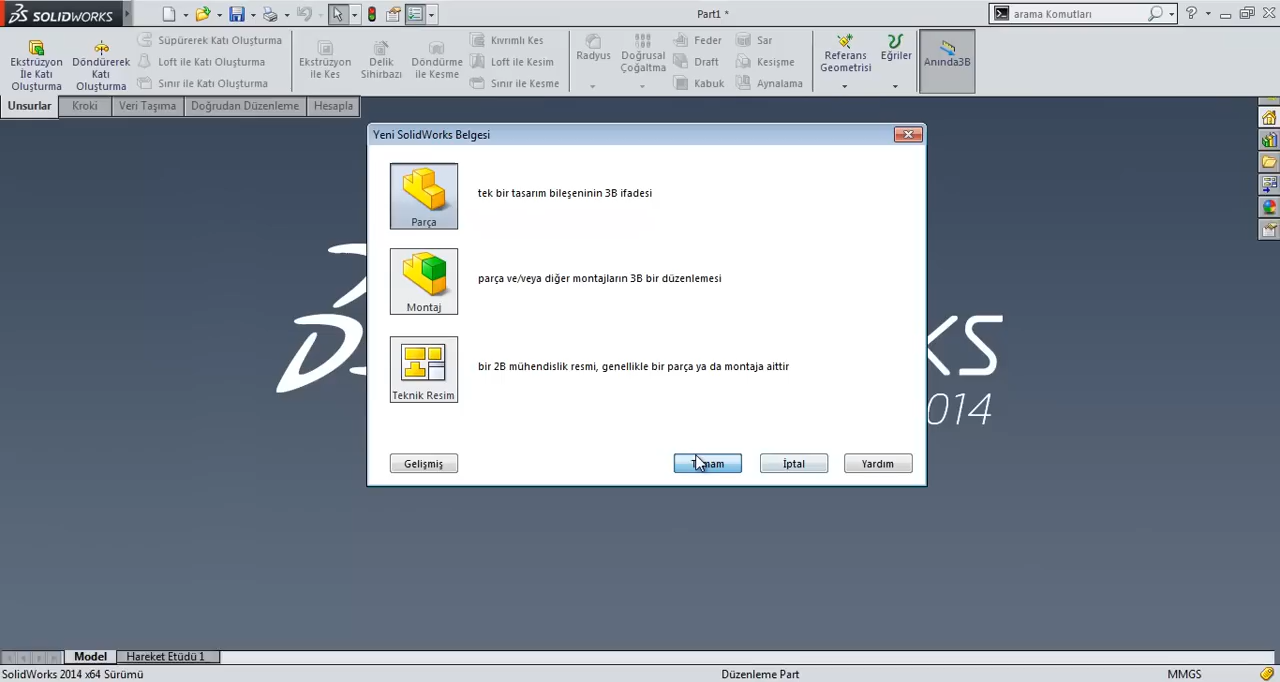 SOLIDWORKS
Part1 *
arama Komutları
Ekstrüzyon
İle Katı
Oluşturma
Döndürerek
Katı
Oluşturma
Süpürerek Katı Oluşturma
Loft ile Katı Oluşturma
Sınır ile Katı Oluşturma
Ekstrüzyon
ile Kes
Delik
Sihirbazı
Döndürme
ile Kesme
Kıvrımlı Kes
Loft ile Kesim
Sınır ile Kesme
Radyus
Doğrusal
Çoğaltma
Feder
Draft
Kabuk
Sar
Kesişme
Aynalama
Referans
Geometrisi
Eğriler
Anında3B
Unsurlar
Kroki
Veri Taşıma
Doğrudan Düzenleme
Hesapla
Yeni SolidWorks Belgesi
Parça
tek bir tasarım bileşeninin 3B ifadesi
Montaj
parça ve/veya diğer montajların 3B bir düzenlemesi
Teknik Resim
bir 2B mühendislik resmi, genellikle bir parça ya da montaja aittir
Gelişmiş
İptal
Yardım
Model
Hareket Etüdü 1
SolidWorks 2014 x64 Sürümü
Düzenleme Part
MMGS